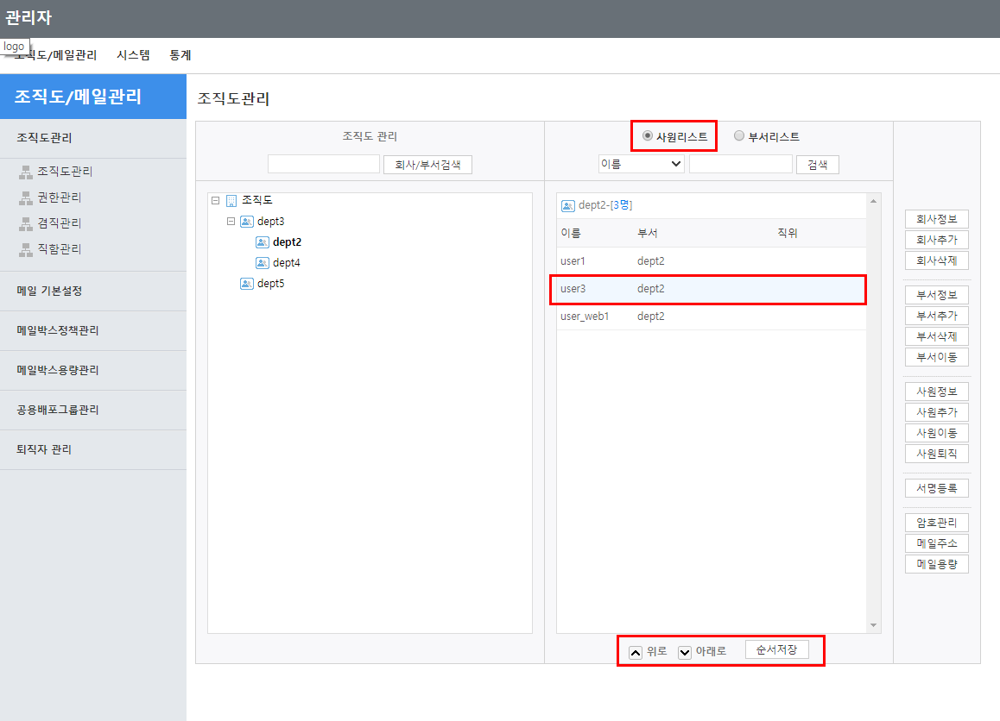 관리자
logo
조직도/메일관리 시스템 통계
조직도/메일관리
조직도관리
조직도관리
권한관리
겸직관리
직함관리
메일 기본설정
메일박스정책관리
메일박스용량관리
공용배포그룹관리
퇴직자 관리
조직도관리
조직도 관리
회사/부서검색
조직도
dept3
dept2
dept4
dept5
사원리스트 부서리스트
이름 검색
dept2-[3명]
이름 부서 직위
user1 dept2
user3 dept2
user_web1 dept2
위로 아래로 순서저장
회사정보
회사추가
회사삭제
부서정보
부서추가
부서삭제
부서이동
사원정보
사원추가
사원이동
사원퇴직
서명등록
암호관리
메일주소
메일용량